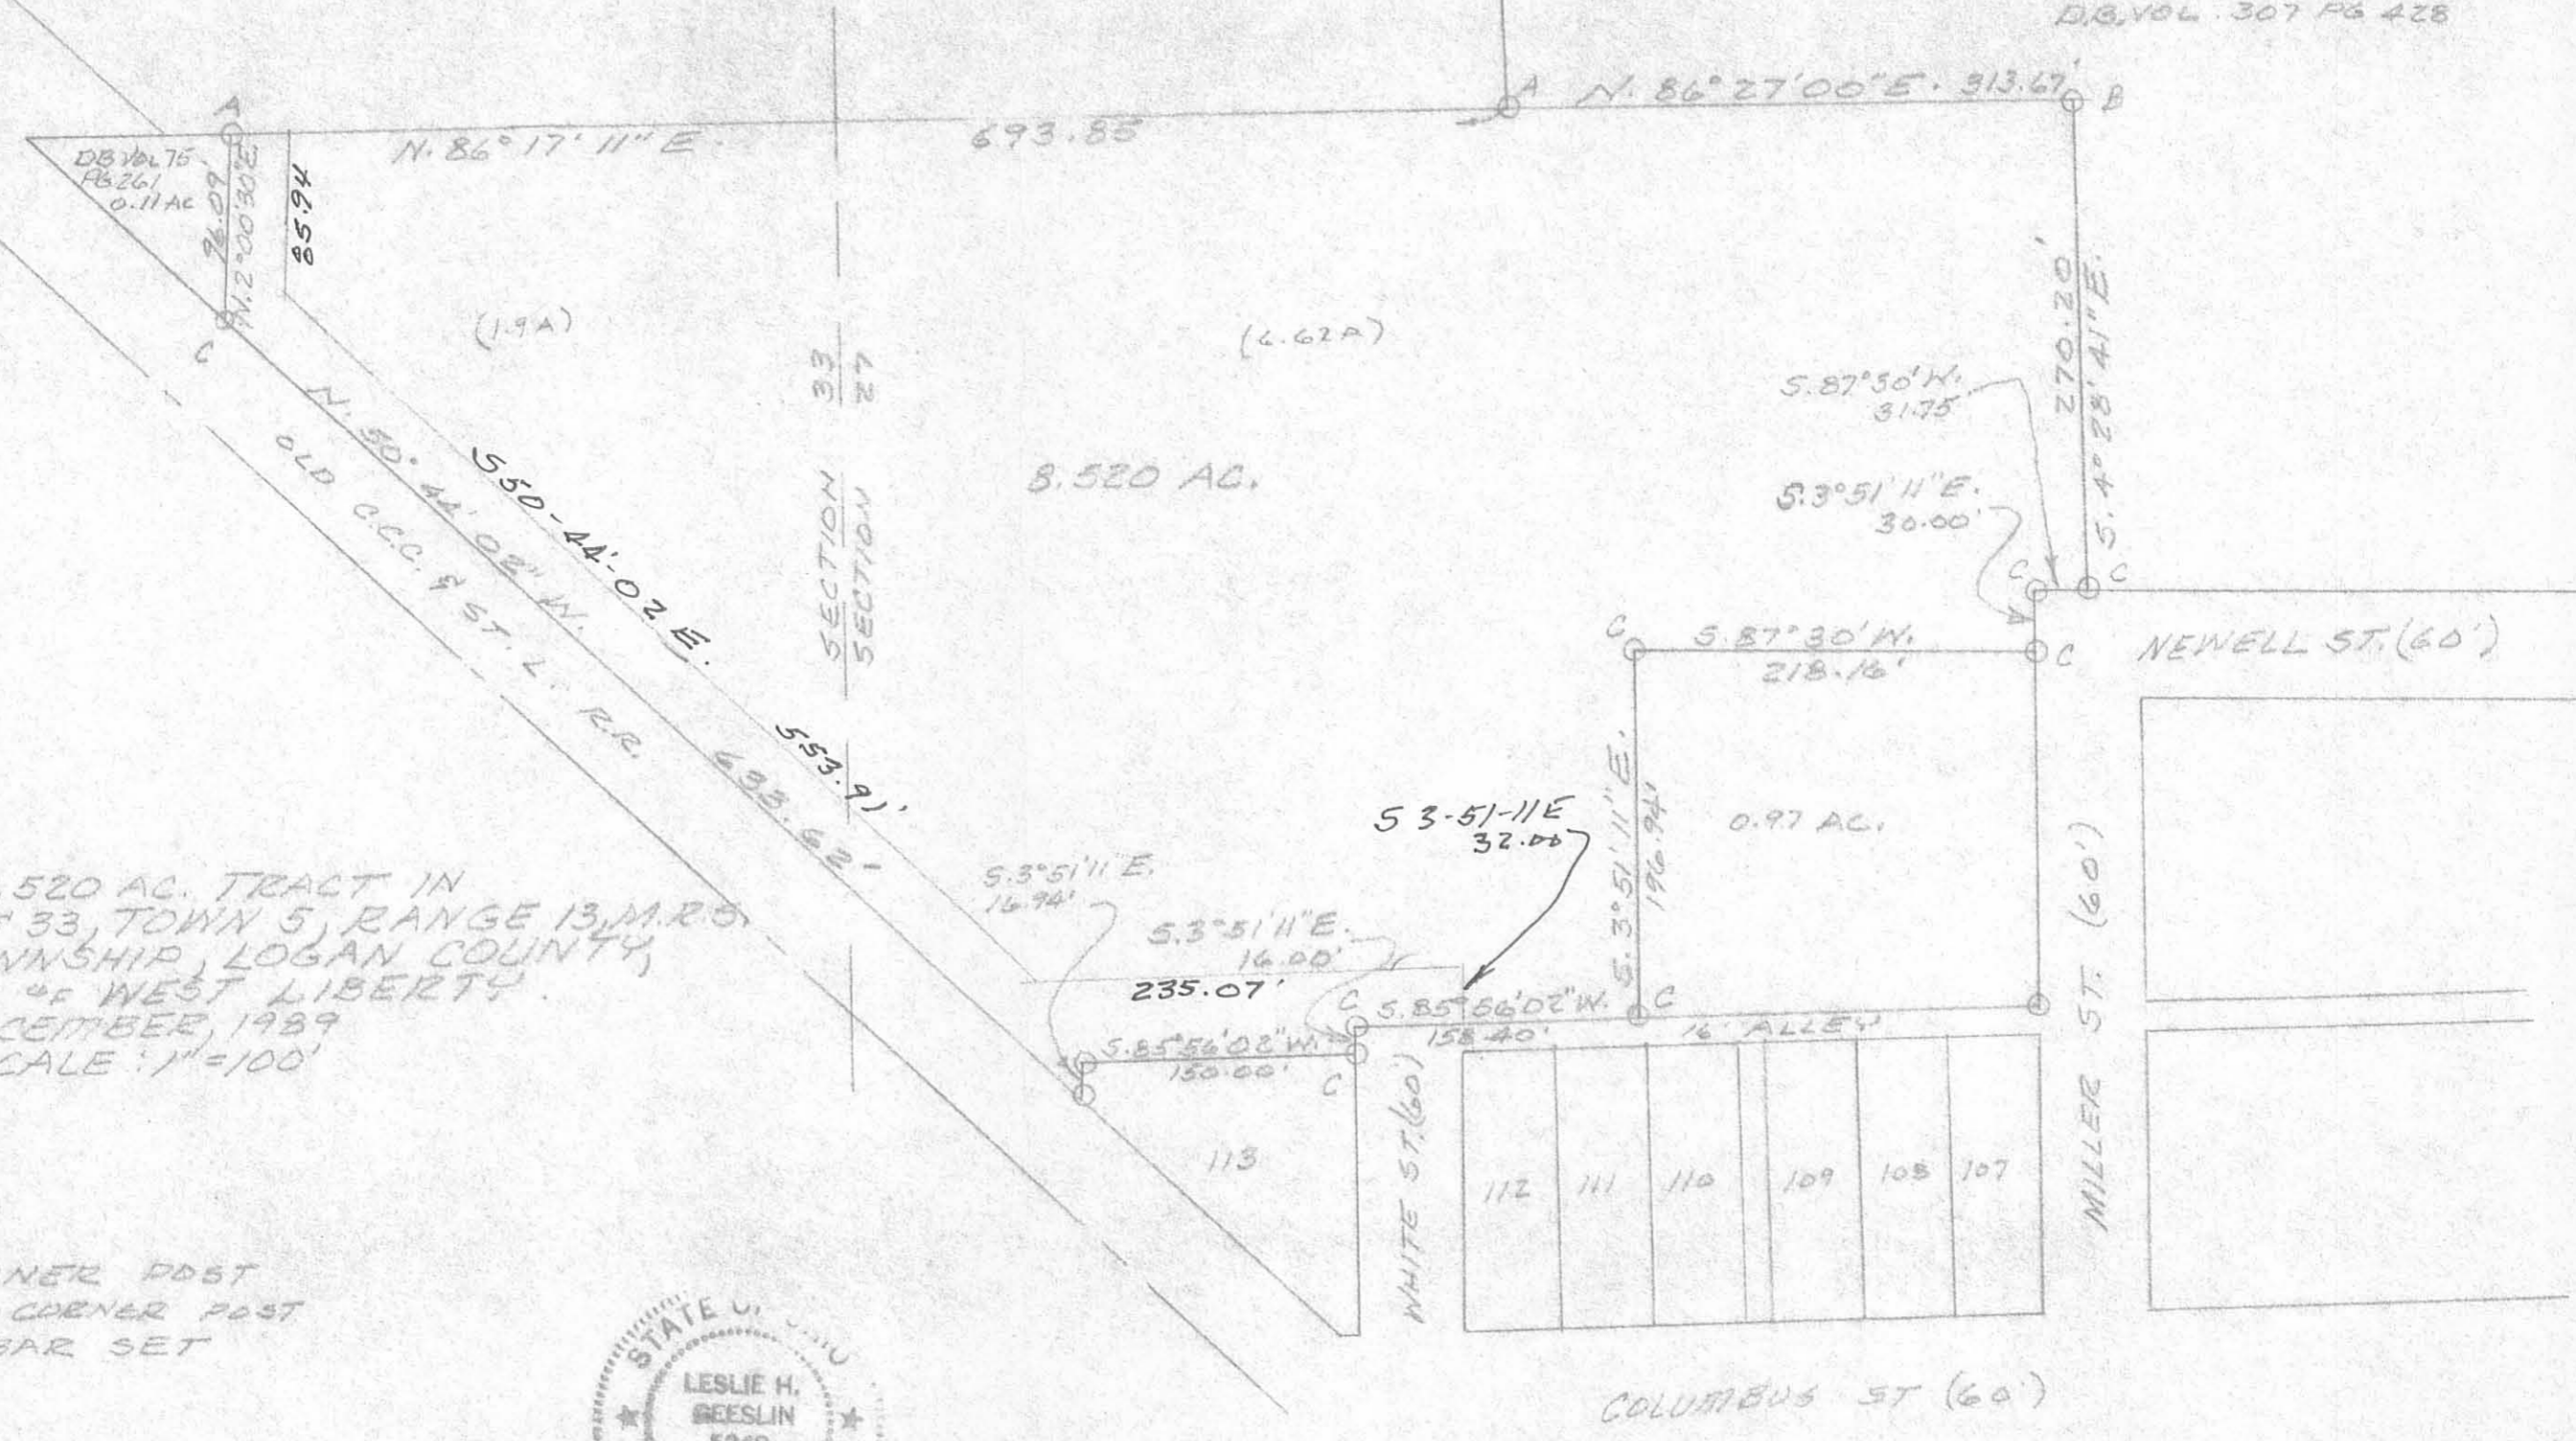 D.B. VOL. 307 PG 428
A
N. 86° 27' 00" E. 313.67'
B
A
N. 86° 17' 11" E.
693.85
DB VOL 75
PG 261
0.11 AC
96.09
N. 2° 00' 30" E.
85.94
C
(1.9A)
33
27
SECTION
SECTION
8.520 AC.
270.20'
S. 4° 28' 41" E.
S. 87° 30' W.
31.75
S. 3° 51' 11" E.
30.00'
C
C
C
S. 87° 30' W.
218.16'
C
NEWELL ST. (60')
N. 50° 44' 02" W.
633.62'
S50-44'-02 E.
553.91'
OLD C.C.C. & ST. L. R.R.
S 3-51-11E
32.00
S. 3° 51' 11" E.
196.94'
0.97 AC.
MILLER ST. (60')
S. 3° 51' 11" E.
16.94'
S. 3° 51' 11" E.
16.00'
235.07'
C
S. 85° 56' 02" W.
158.40'
C
16' ALLEY
S. 85° 56' 02" W.
150.00'
C
WHITE ST. (60')
113
112
111
110
109
108
107
COLUMBUS ST (60')
.520 AC. TRACT IN
33, TOWN 5, RANGE 13, M.R.S.
WNSHIP, LOGAN COUNTY,
OF WEST LIBERTY.
CEMBER, 1989
CALE : 1"=100'
NER POST
CORNER POST
BAR SET
STATE OF OHIO
LESLIE H.
GEESLIN